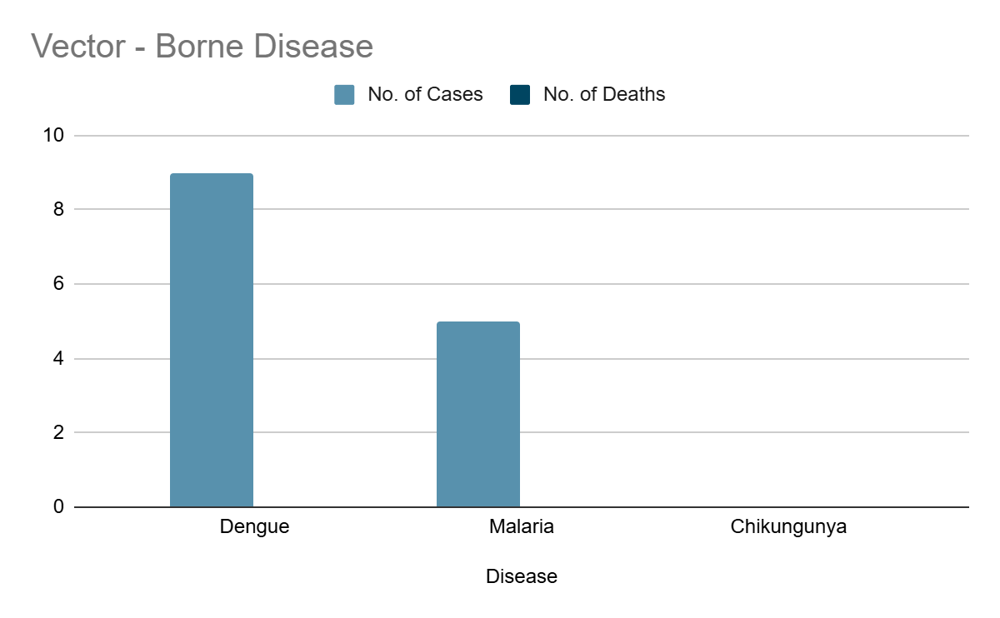 Vector - Borne Disease
No. of Cases No. of Deaths
10
8
6
4
2
0
Dengue Malaria Chikungunya
Disease